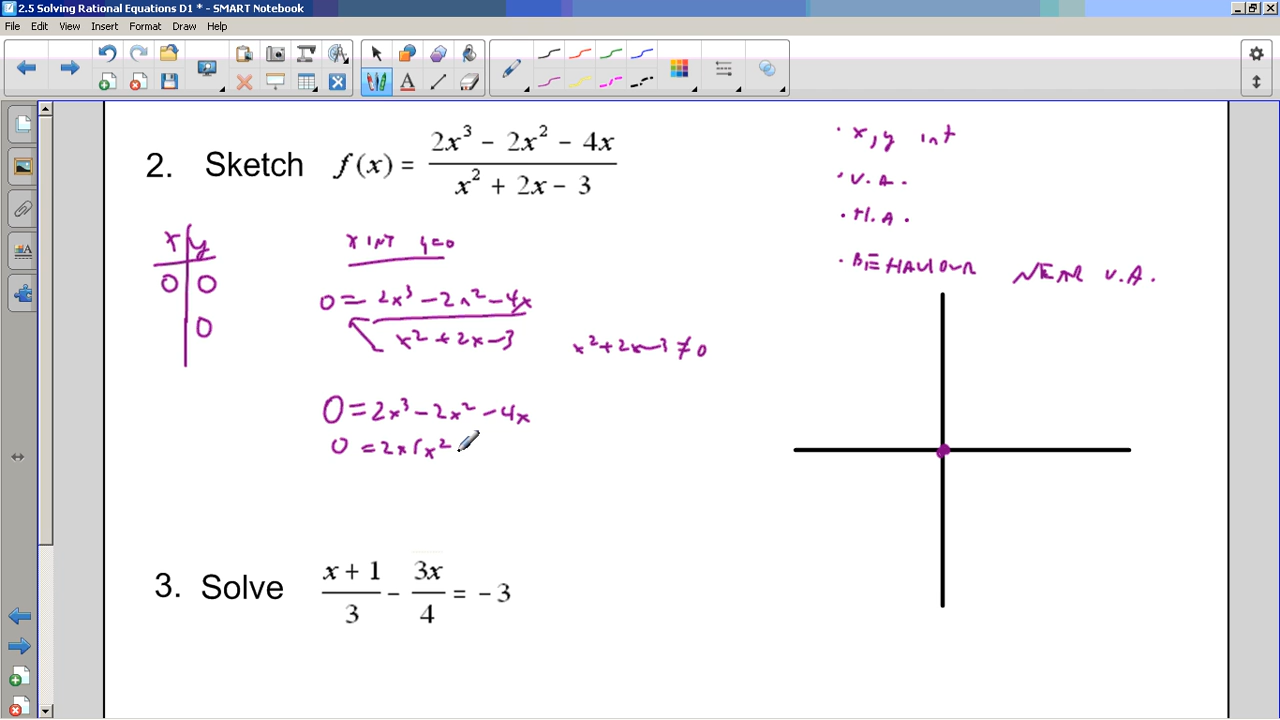 2.5 Solving Rational Equations D1 * - SMART Notebook
File Edit View Insert Format Draw Help
2. Sketch f(x) = (2x³ - 2x² - 4x)/(x² + 2x - 3)
· x, y int
· V.A.
· H.A.
· BEHAVIOUR NEAR V.A.
x | y
0 | 0
| 0
x INT y=0
0 = (2x³ - 2x² - 4x)/(x² + 2x - 3)
x² + 2x - 3 ≠ 0
0 = 2x³ - 2x² - 4x
0 = 2x(x²
3. Solve (x + 1)/3 - 3x/4 = -3